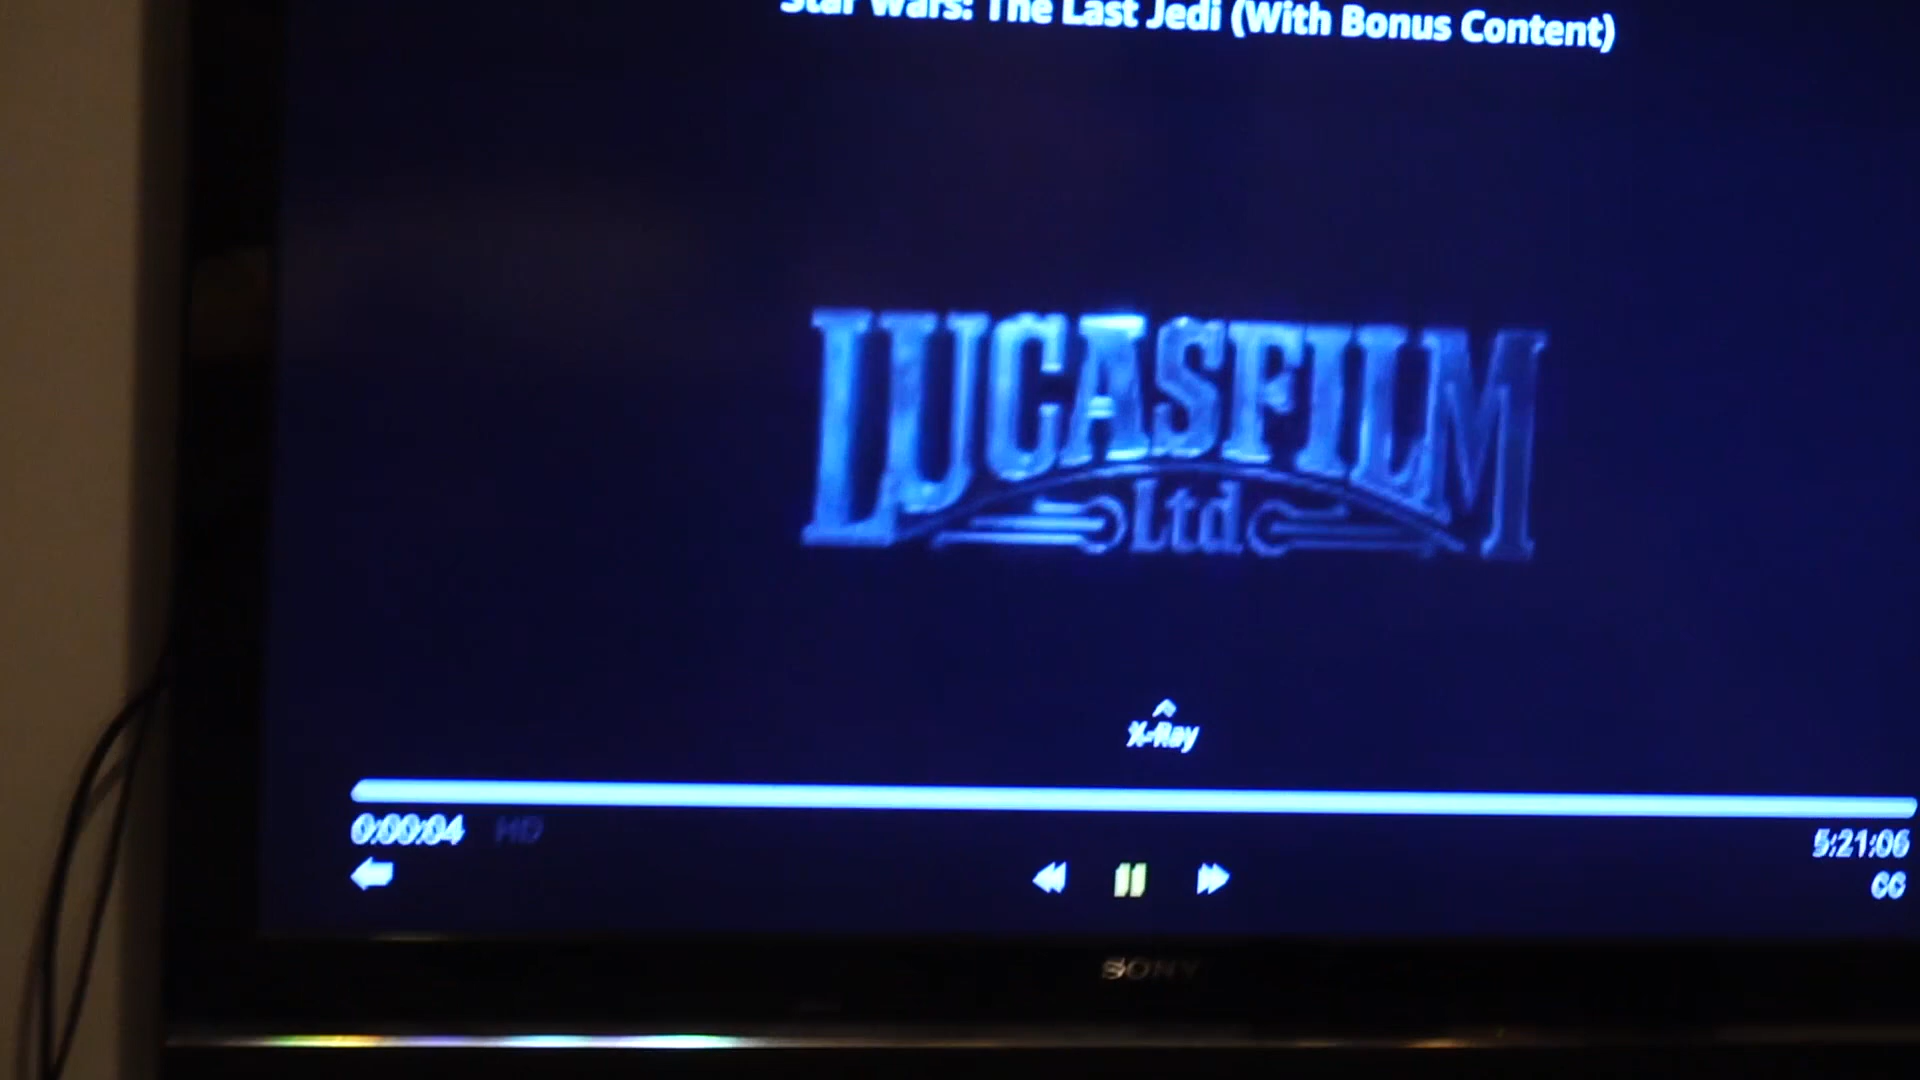 Star Wars: The Last Jedi (With Bonus Content)
LUCASFILM
Ltd
X-Ray
0:00:04 HD
5:21:06
CC
SONY